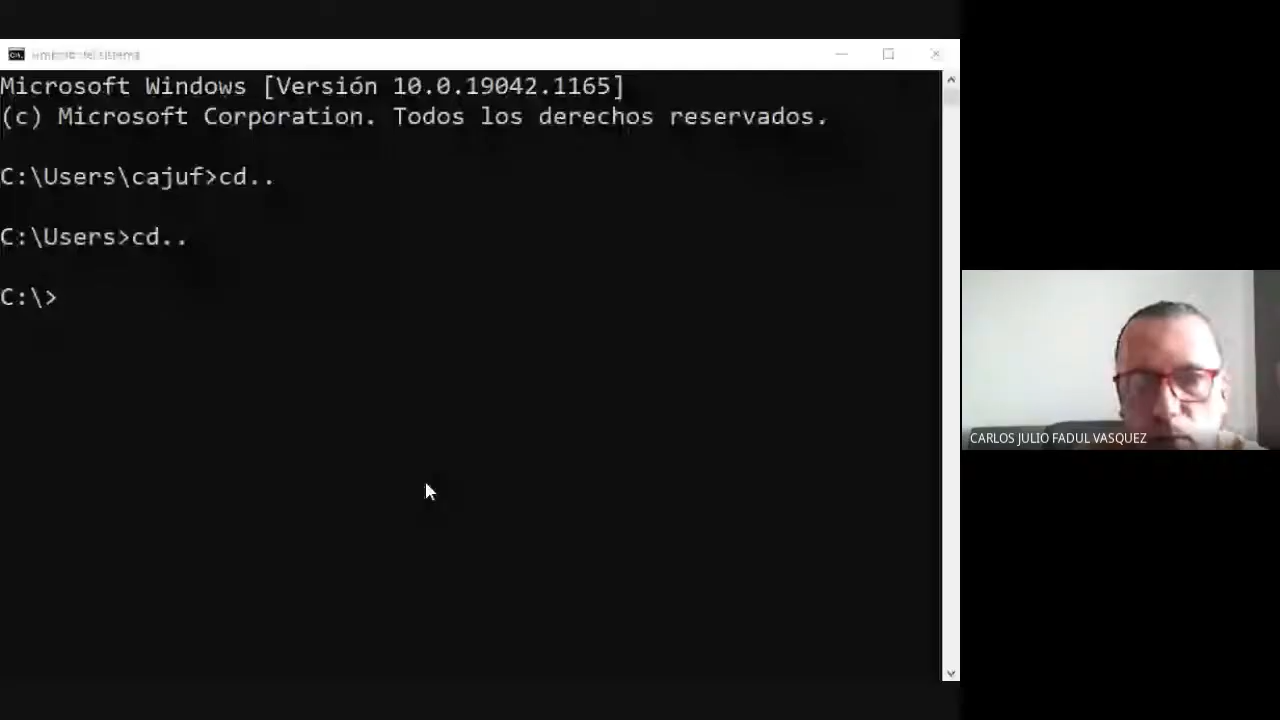 Microsoft Windows [Versión 10.0.19042.1165]
(c) Microsoft Corporation. Todos los derechos reservados.
C:\Users\cajuf>cd..
C:\Users>cd..
C:\>
CARLOS JULIO FADUL VASQUEZ